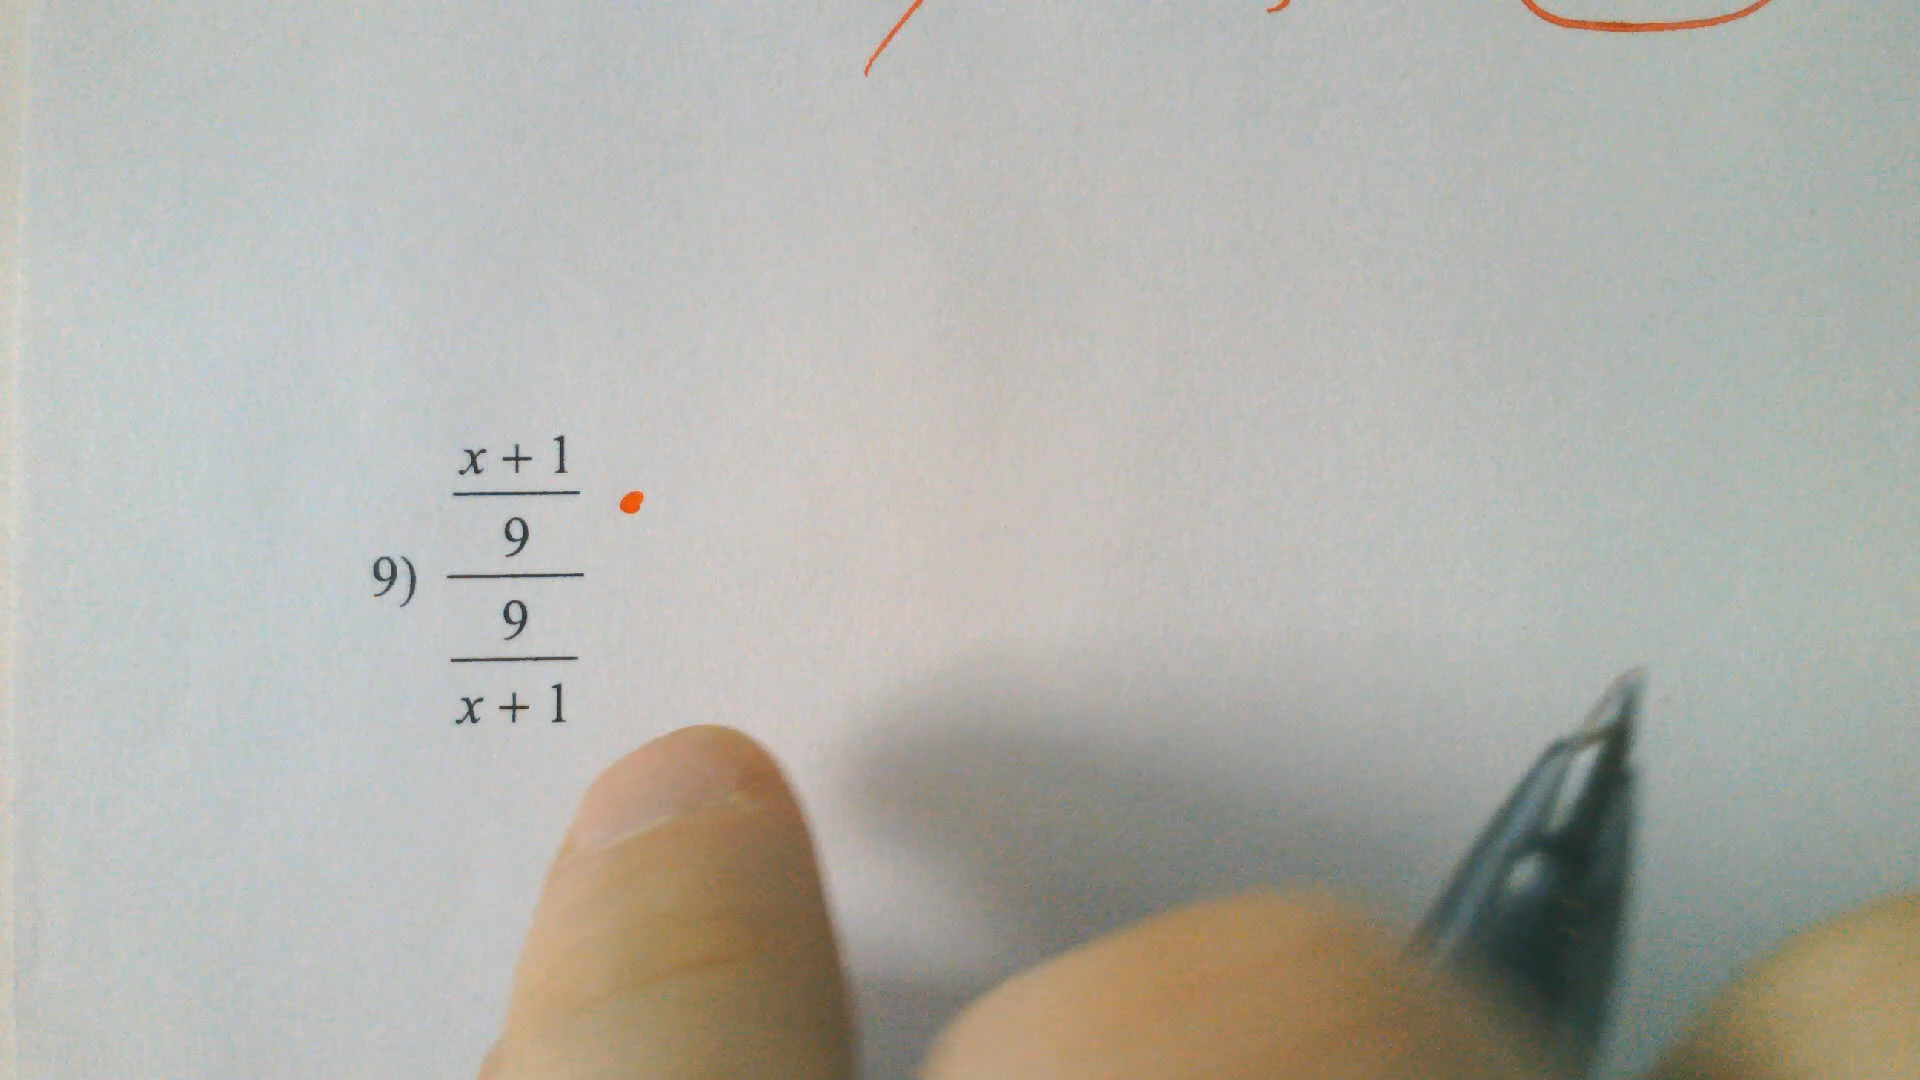 x + 1
9
9)
9
x + 1